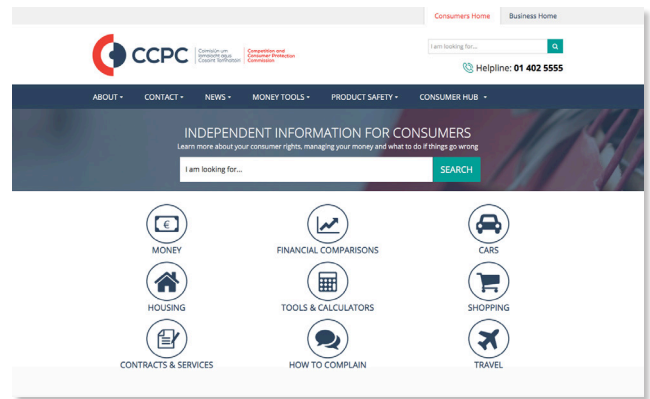 Consumers Home Business Home
CCPC
Coimisiún um
Iomaíocht agus
Cosaint Tomhaltóirí
Competition and
Consumer Protection
Commission
I am looking for...
Helpline: 01 402 5555
ABOUT CONTACT NEWS MONEY TOOLS PRODUCT SAFETY CONSUMER HUB
INDEPENDENT INFORMATION FOR CONSUMERS
Learn more about your consumer rights, managing your money and what to do if things go wrong
I am looking for... SEARCH
€
MONEY FINANCIAL COMPARISONS CARS
HOUSING TOOLS & CALCULATORS SHOPPING
CONTRACTS & SERVICES HOW TO COMPLAIN TRAVEL